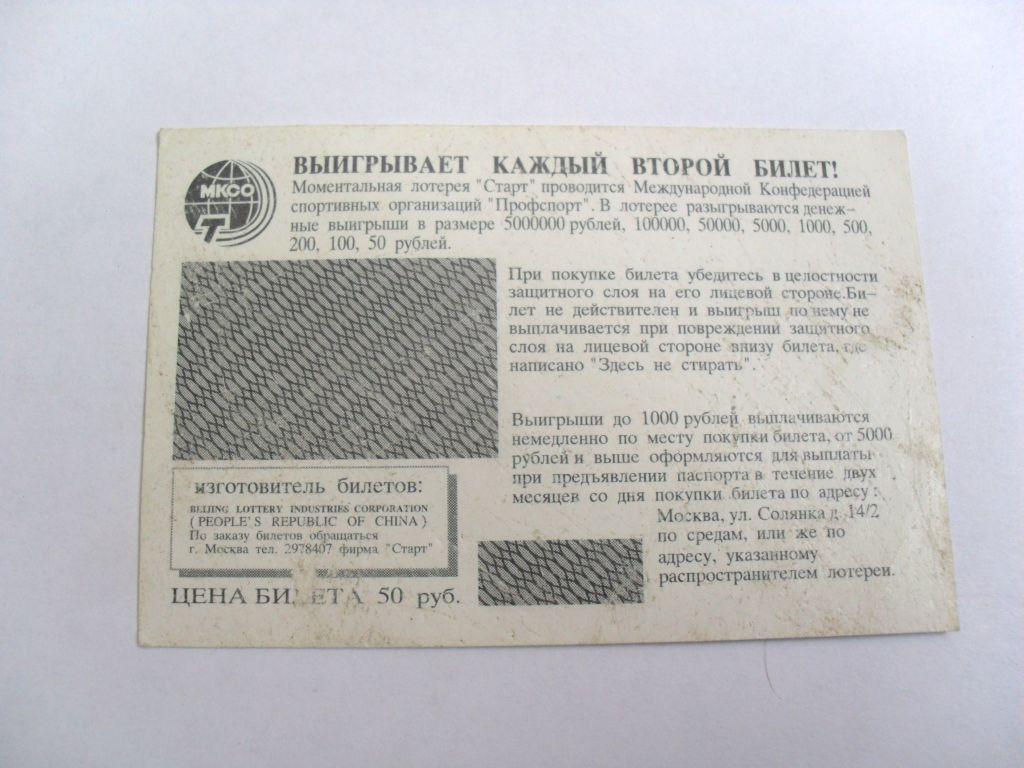 ВЫИГРЫВАЕТ КАЖДЫЙ ВТОРОЙ БИЛЕТ!
МКСО
Моментальная лотерея "Старт" проводится Международной Конфедерацией
спортивных организаций "Профспорт". В лотерее разыгрываются денеж-
ные выигрыши в размере 5000000 рублей, 100000, 50000, 5000, 1000, 500,
200, 100, 50 рублей.
При покупке билета убедитесь в целостности
защитного слоя на его лицевой стороне.Би-
лет не действителен и выигрыш по нему не
выплачивается при повреждении защитного
слоя на лицевой стороне внизу билета, где
написано "Здесь не стирать".
Выигрыши до 1000 рублей выплачиваются
немедленно по месту покупки билета, от 5000
рублей и выше оформляются для выплаты
при предъявлении паспорта в течение двух
месяцев со дня покупки билета по адресу:
Москва, ул. Солянка д. 14/2
по средам, или же по
адресу, указанному
распространителем лотереи.
изготовитель билетов:
BEIJING LOTTERY INDUSTRIES CORPORATION
(PEOPLE'S REPUBLIC OF CHINA)
По заказу билетов обращаться
г. Москва тел. 2978407 фирма "Старт"
ЦЕНА БИЛЕТА 50 руб.